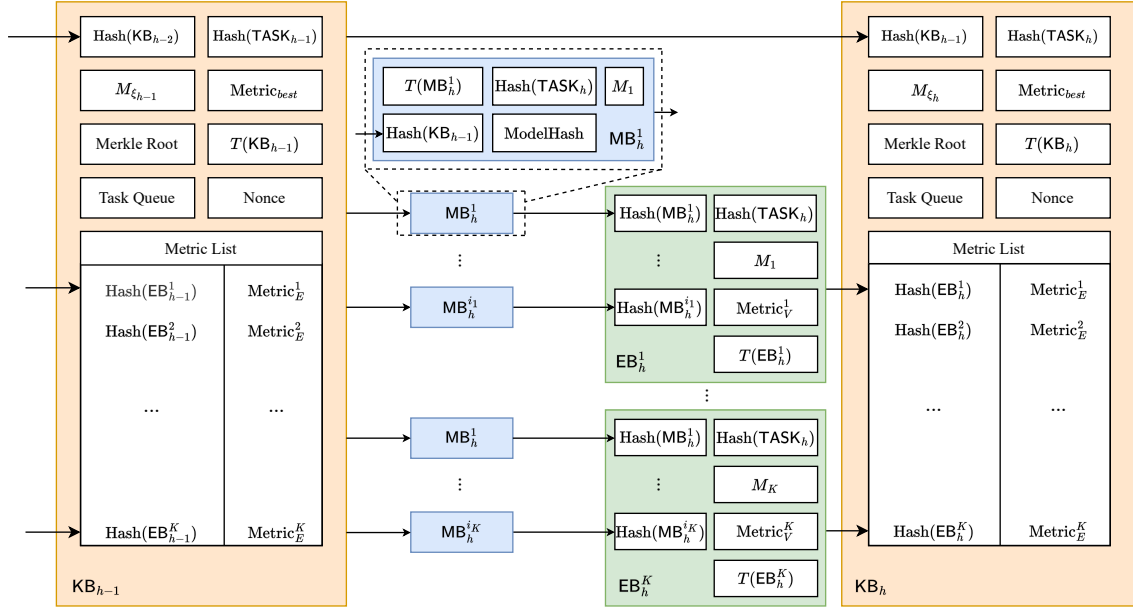 Hash(KB_{h−2}) Hash(TASK_{h−1})
M_{ξ_{h−1}} Metric_{best}
Merkle Root T(KB_{h−1})
Task Queue Nonce
Metric List
Hash(EB^1_{h−1}) Metric^1_E
Hash(EB^2_{h−1}) Metric^2_E
... ...
Hash(EB^K_{h−1}) Metric^K_E
KB_{h−1}
T(MB^1_h) Hash(TASK_h) M_1
Hash(KB_{h−1}) ModelHash
MB^1_h
MB^1_h
⋮
MB^{i_1}_h
Hash(MB^1_h) Hash(TASK_h)
⋮ M_1
Hash(MB^{i_1}_h) Metric^1_V
EB^1_h T(EB^1_h)
⋮
MB^1_h
⋮
MB^{i_K}_h
Hash(MB^1_h) Hash(TASK_h)
⋮ M_K
Hash(MB^{i_K}_h) Metric^K_V
EB^K_h T(EB^K_h)
Hash(KB_{h−1}) Hash(TASK_h)
M_{ξ_h} Metric_{best}
Merkle Root T(KB_h)
Task Queue Nonce
Metric List
Hash(EB^1_h) Metric^1_E
Hash(EB^2_h) Metric^2_E
... ...
Hash(EB^K_h) Metric^K_E
KB_h